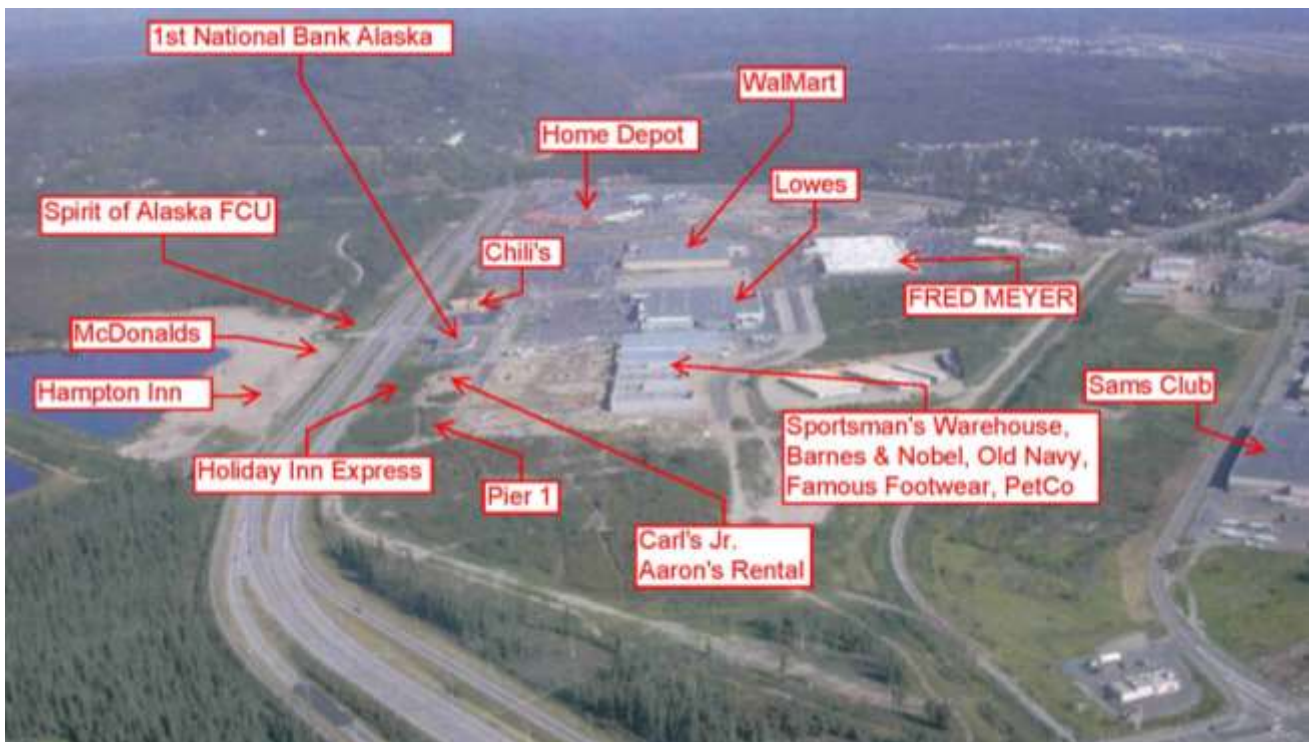 1st National Bank Alaska
WalMart
Home Depot
Lowes
Spirit of Alaska FCU
Chili's
FRED MEYER
McDonalds
Hampton Inn
Sams Club
Sportsman's Warehouse,
Barnes & Nobel, Old Navy,
Famous Footwear, PetCo
Holiday Inn Express
Pier 1
Carl's Jr.
Aaron's Rental